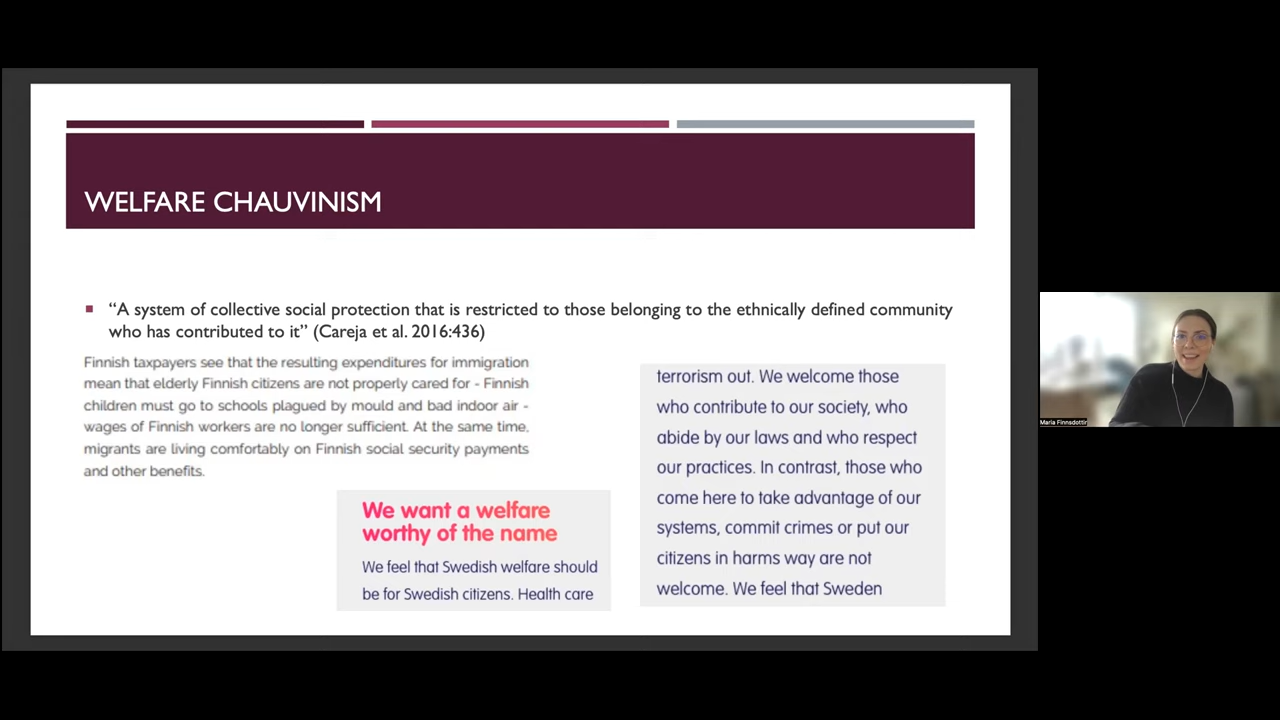 WELFARE CHAUVINISM
“A system of collective social protection that is restricted to those belonging to the ethnically defined community
who has contributed to it” (Careja et al. 2016:436)
Finnish taxpayers see that the resulting expenditures for immigration
mean that elderly Finnish citizens are not properly cared for - Finnish
children must go to schools plagued by mould and bad indoor air -
wages of Finnish workers are no longer sufficient. At the same time,
migrants are living comfortably on Finnish social security payments
and other benefits.
We want a welfare
worthy of the name
We feel that Swedish welfare should
be for Swedish citizens. Health care
terrorism out. We welcome those
who contribute to our society, who
abide by our laws and who respect
our practices. In contrast, those who
come here to take advantage of our
systems, commit crimes or put our
citizens in harms way are not
welcome. We feel that Sweden
Maria Finnsdottir